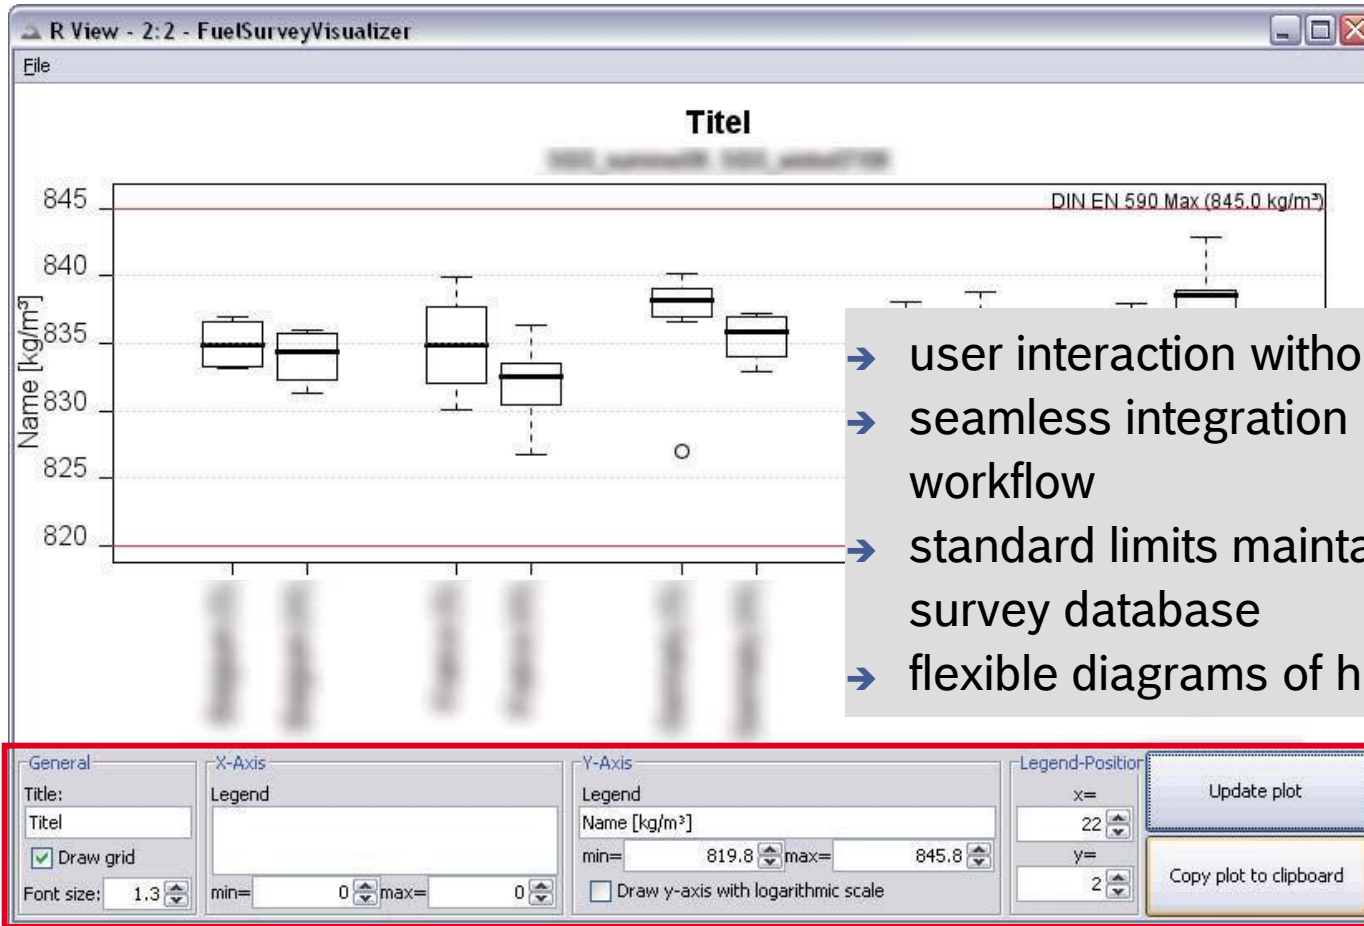 R View - 2:2 - FuelSurveyVisualizer
File
Titel
DIN EN 590 Max (845.0 kg/m³)
845
840
835
830
825
820
Name [kg/m³]
→ user interaction witho
→ seamless integration
workflow
→ standard limits mainta
survey database
→ flexible diagrams of h
General
Title:
Titel
Draw grid
Font size: 1.3
X-Axis
Legend
min= 0 max= 0
Y-Axis
Legend
Name [kg/m³]
min= 819.8 max= 845.8
Draw y-axis with logarithmic scale
Legend-Position
x=
22
y=
2
Update plot
Copy plot to clipboard